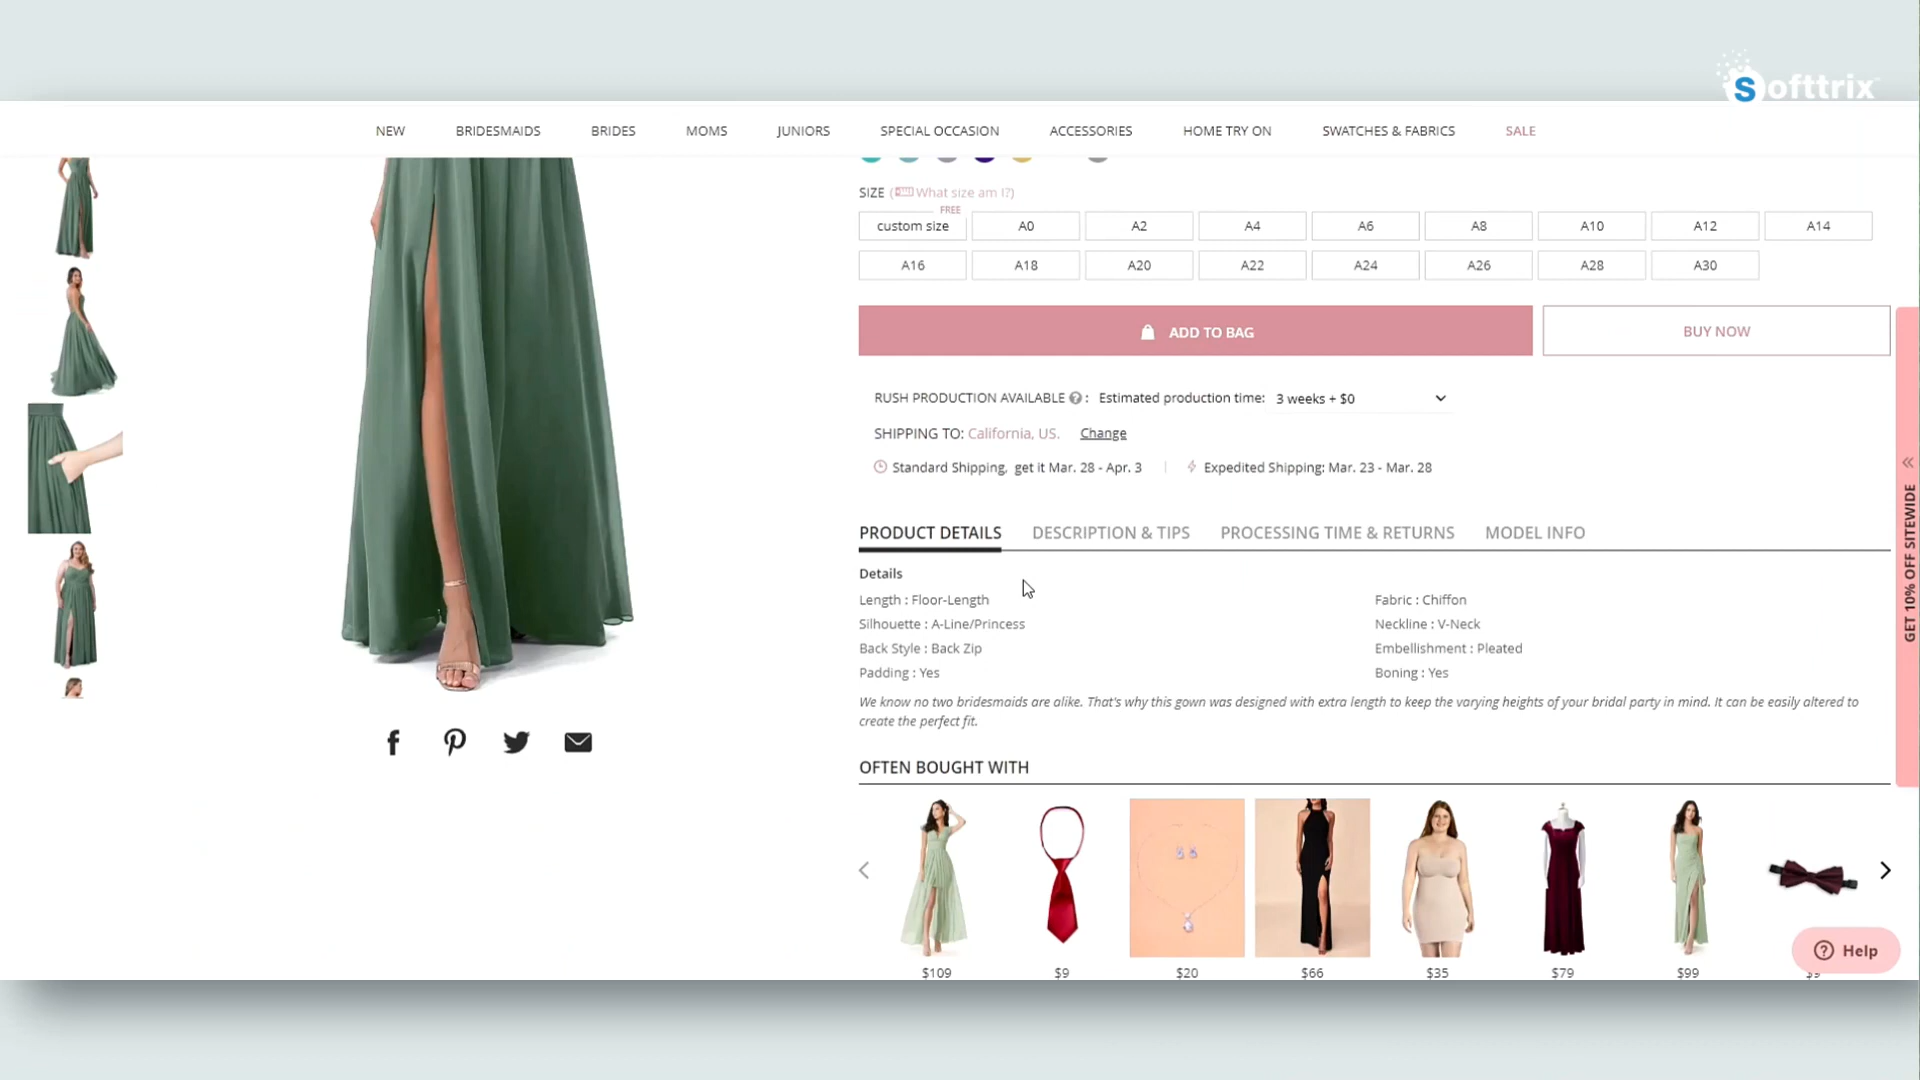 Softtrix
NEW BRIDESMAIDS BRIDES MOMS JUNIORS SPECIAL OCCASION ACCESSORIES HOME TRY ON SWATCHES & FABRICS SALE
SIZE (What size am I?)
FREE
custom size A0 A2 A4 A6 A8 A10 A12 A14
A16 A18 A20 A22 A24 A26 A28 A30
ADD TO BAG BUY NOW
RUSH PRODUCTION AVAILABLE ? : Estimated production time: 3 weeks + $0
SHIPPING TO: California, US. Change
Standard Shipping, get it Mar. 28 - Apr. 3 | Expedited Shipping: Mar. 23 - Mar. 28
GET 10% OFF SITEWIDE
PRODUCT DETAILS DESCRIPTION & TIPS PROCESSING TIME & RETURNS MODEL INFO
Details
Length : Floor-Length Fabric : Chiffon
Silhouette : A-Line/Princess Neckline : V-Neck
Back Style : Back Zip Embellishment : Pleated
Padding : Yes Boning : Yes
We know no two bridesmaids are alike. That's why this gown was designed with extra length to keep the varying heights of your bridal party in mind. It can be easily altered to
create the perfect fit.
OFTEN BOUGHT WITH
Help
$109 $9 $20 $66 $35 $79 $99